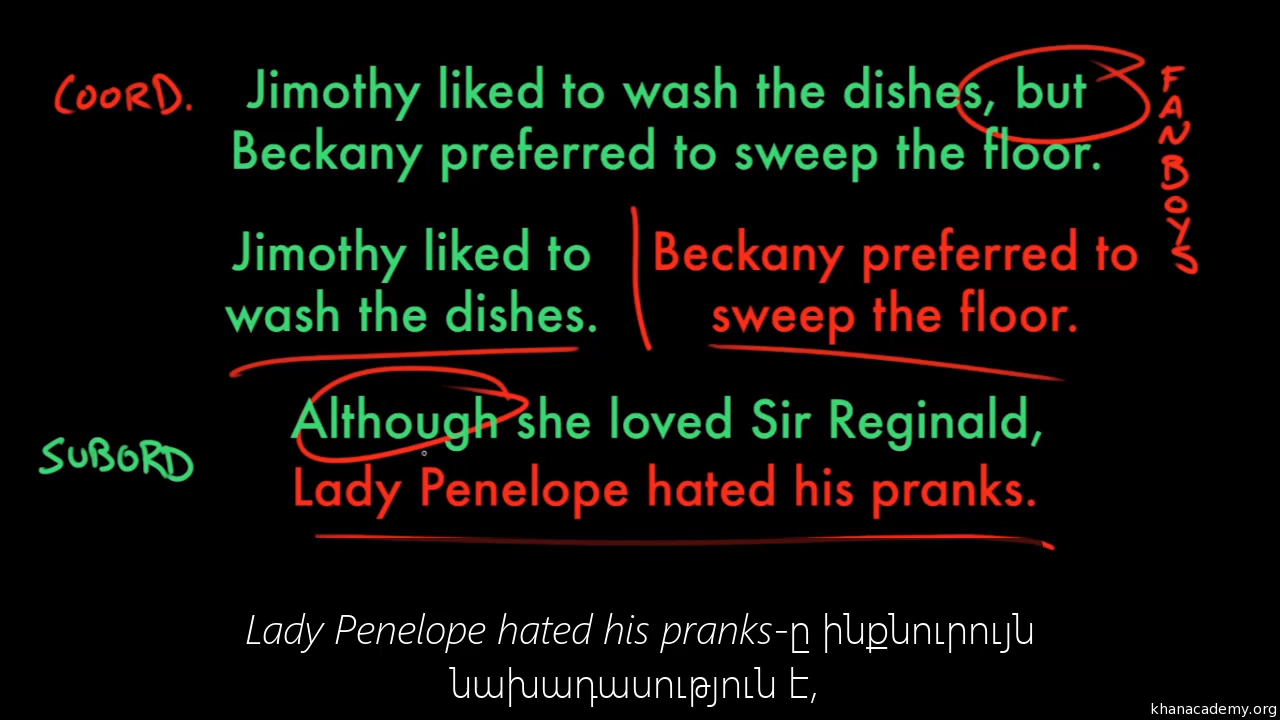 COORD.
Jimothy liked to wash the dishes, but
Beckany preferred to sweep the floor.
FANBOYS
Jimothy liked to
wash the dishes.
Beckany preferred to
sweep the floor.
SUBORD
Although she loved Sir Reginald,
Lady Penelope hated his pranks.
Lady Penelope hated his pranks-ը ինքնուրույն
նախադասություն է,
khanacademy.org